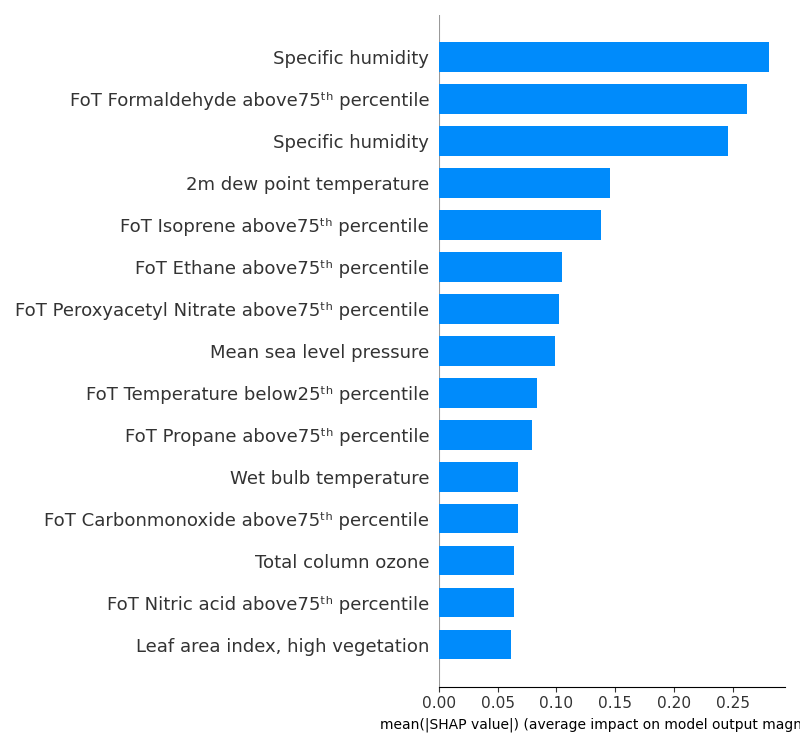 Specific humidity
FoT Formaldehyde above75ᵗʰ percentile
Specific humidity
2m dew point temperature
FoT Isoprene above75ᵗʰ percentile
FoT Ethane above75ᵗʰ percentile
FoT Peroxyacetyl Nitrate above75ᵗʰ percentile
Mean sea level pressure
FoT Temperature below25ᵗʰ percentile
FoT Propane above75ᵗʰ percentile
Wet bulb temperature
FoT Carbonmonoxide above75ᵗʰ percentile
Total column ozone
FoT Nitric acid above75ᵗʰ percentile
Leaf area index, high vegetation
0.00 0.05 0.10 0.15 0.20 0.25
mean(|SHAP value|) (average impact on model output magn